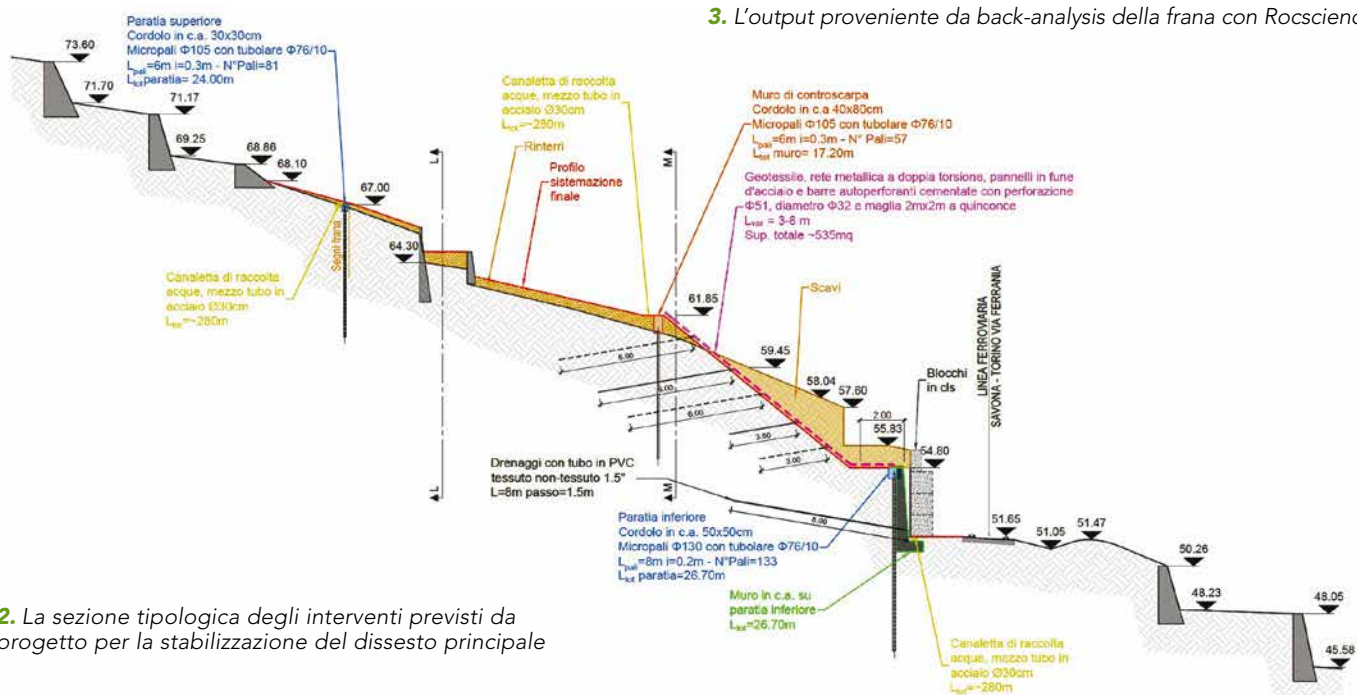 3. L'output proveniente da back-analysis della frana con Rocscienc
Paratia superiore
Cordolo in c.a. 30x30cm
Micropali Φ105 con tubolare Φ76/10
Lpali=6m i=0.3m - N°Pali=81
Ltot paratia= 24.00m
73.60
71.70
71.17
69.25
68.86
68.10
67.00
64.30
Segni frana
Canaletta di raccolta
acque, mezzo tubo in
acciaio Ø30cm
Ltot=~280m
Canaletta di raccolta
acque, mezzo tubo in
acciaio Ø30cm
Ltot=~280m
Rinterri
Profilo
sistemazione
finale
L
L
M
M
Muro di controscarpa
Cordolo in c.a 40x80cm
Micropali Φ105 con tubolare Φ76/10
Lpali=6m i=0.3m - N° Pali=57
Ltot muro= 17.20m
Geotessile, rete metallica a doppia torsione, pannelli in fune
d'acciaio e barre autoperforanti cementate con perforazione
Φ51, diametro Φ32 e maglia 2mx2m a quinconce
= 3-6 m
Sup. totale ~535mq
Scavi
61.85
59.45
58.04
57.60
2.00
55.83
54.80
6.00
6.00
3.00
8.00
Blocchi
in cls
LINEA FERROVIARIA
SAVONA - TORINO VIA FERRANIA
51.65
51.05
51.47
50.26
48.23
48.05
45.58
Drenaggi con tubo in PVC
tessuto non-tessuto 1.5"
L=8m passo=1.5m
Paratia inferiore
Cordolo in c.a. 50x50cm
Micropali Φ130 con tubolare Φ76/10
Lpali=8m i=0.2m - N°Pali=133
Ltot paratia=26.70m
Muro in c.a. su
paratia inferiore
Ltot=26.70m
Canaletta di raccolta
acque, mezzo tubo in
acciaio Ø30cm
Ltot=~280m
2. La sezione tipologica degli interventi previsti da
progetto per la stabilizzazione del dissesto principale